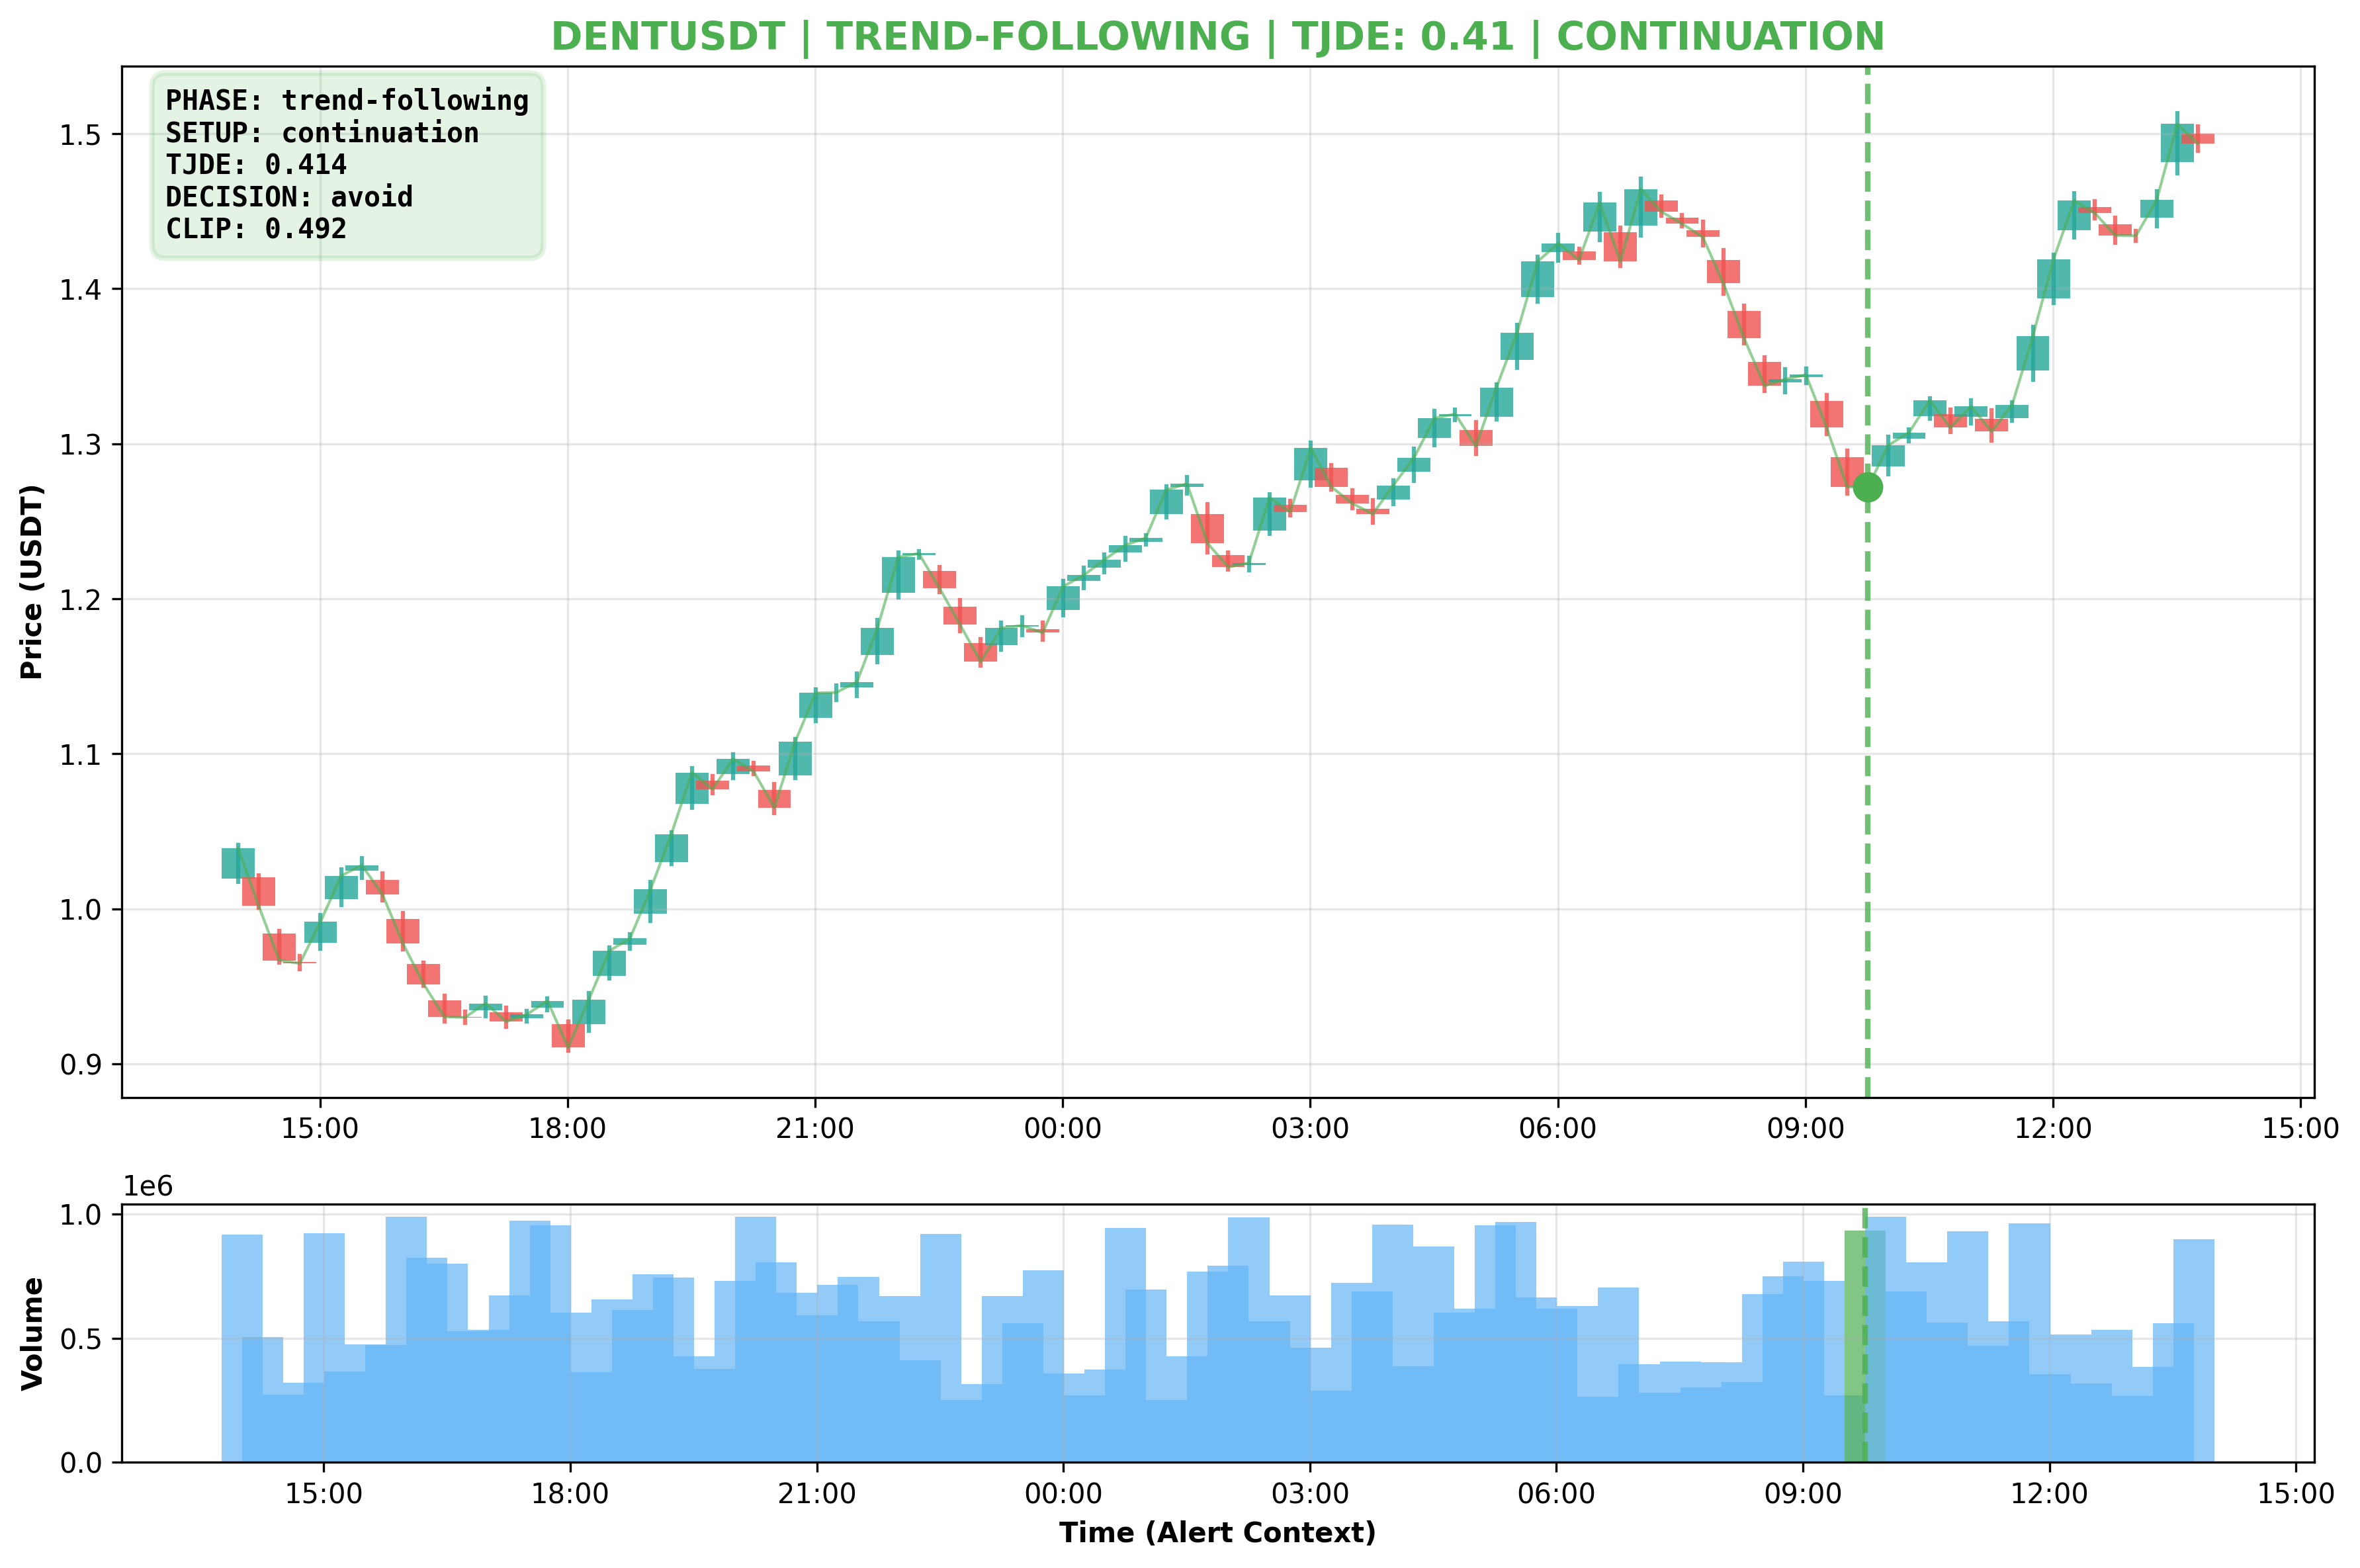 DENTUSDT | TREND-FOLLOWING | TJDE: 0.41 | CONTINUATION
PHASE: trend-following
SETUP: continuation
TJDE: 0.414
DECISION: avoid
CLIP: 0.492
Price (USDT)
1.5
1.4
1.3
1.2
1.1
1.0
0.9
15:00 18:00 21:00 00:00 03:00 06:00 09:00 12:00 15:00
1e6
Volume
1.0
0.5
0.0
15:00 18:00 21:00 00:00 03:00 06:00 09:00 12:00 15:00
Time (Alert Context)